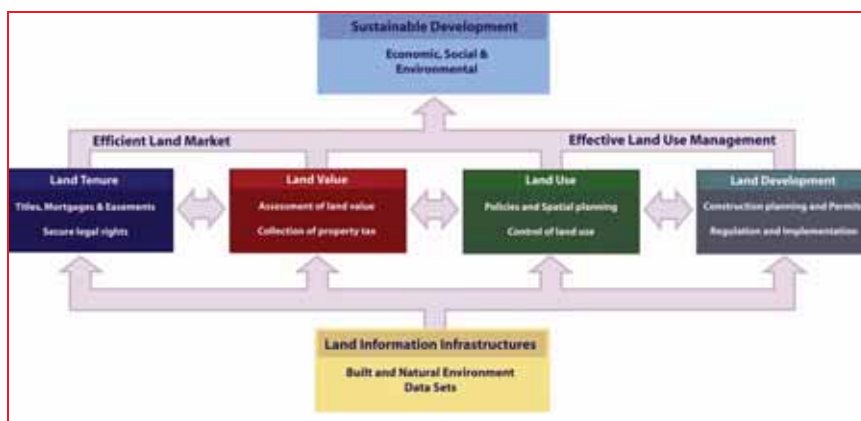 Sustainable Development
Economic, Social &
Environmental
Efficient Land Market
Effective Land Use Management
Land Tenure
Titles, Mortgages & Easements
Secure legal rights
Land Value
Assessment of land value
Collection of property tax
Land Use
Policies and Spatial planning
Control of land use
Land Development
Construction planning and Permits
Regulation and Implementation
Land Information Infrastructures
Built and Natural Environment
Data Sets